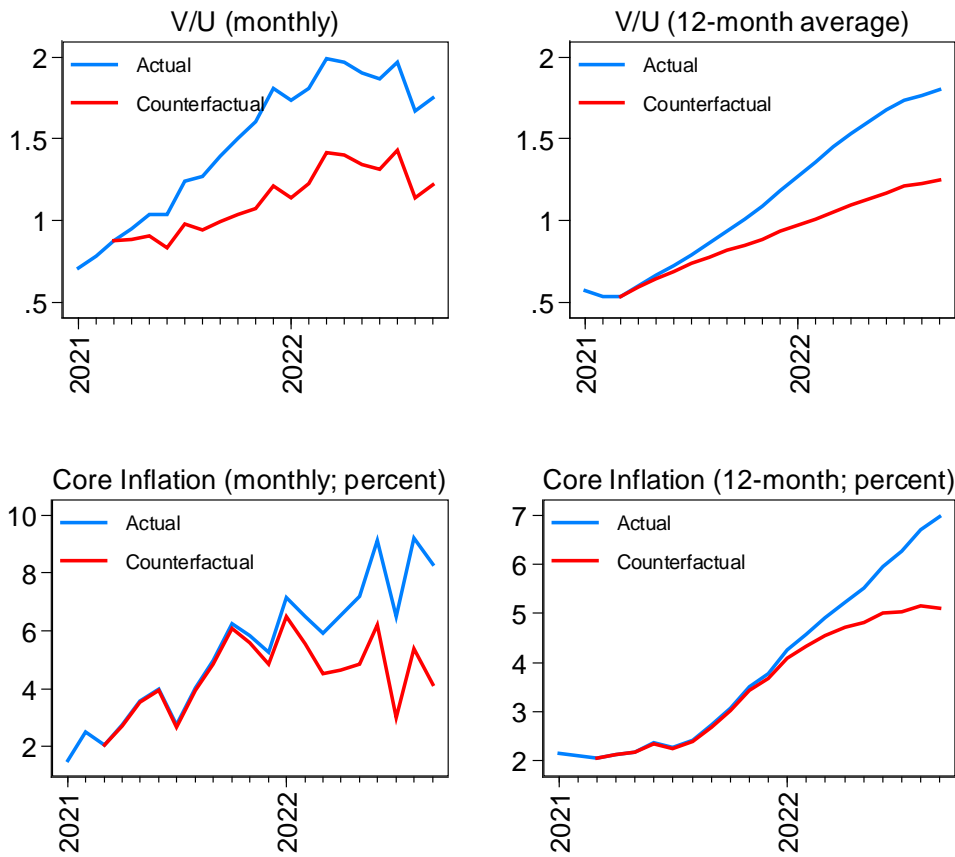 V/U (monthly)
Actual
Counterfactual
2
1.5
1
.5
2021
2022
V/U (12-month average)
Actual
Counterfactual
2
1.5
1
.5
2021
2022
Core Inflation (monthly; percent)
Actual
Counterfactual
10
8
6
4
2
2021
2022
Core Inflation (12-month; percent)
Actual
Counterfactual
7
6
5
4
3
2
2021
2022